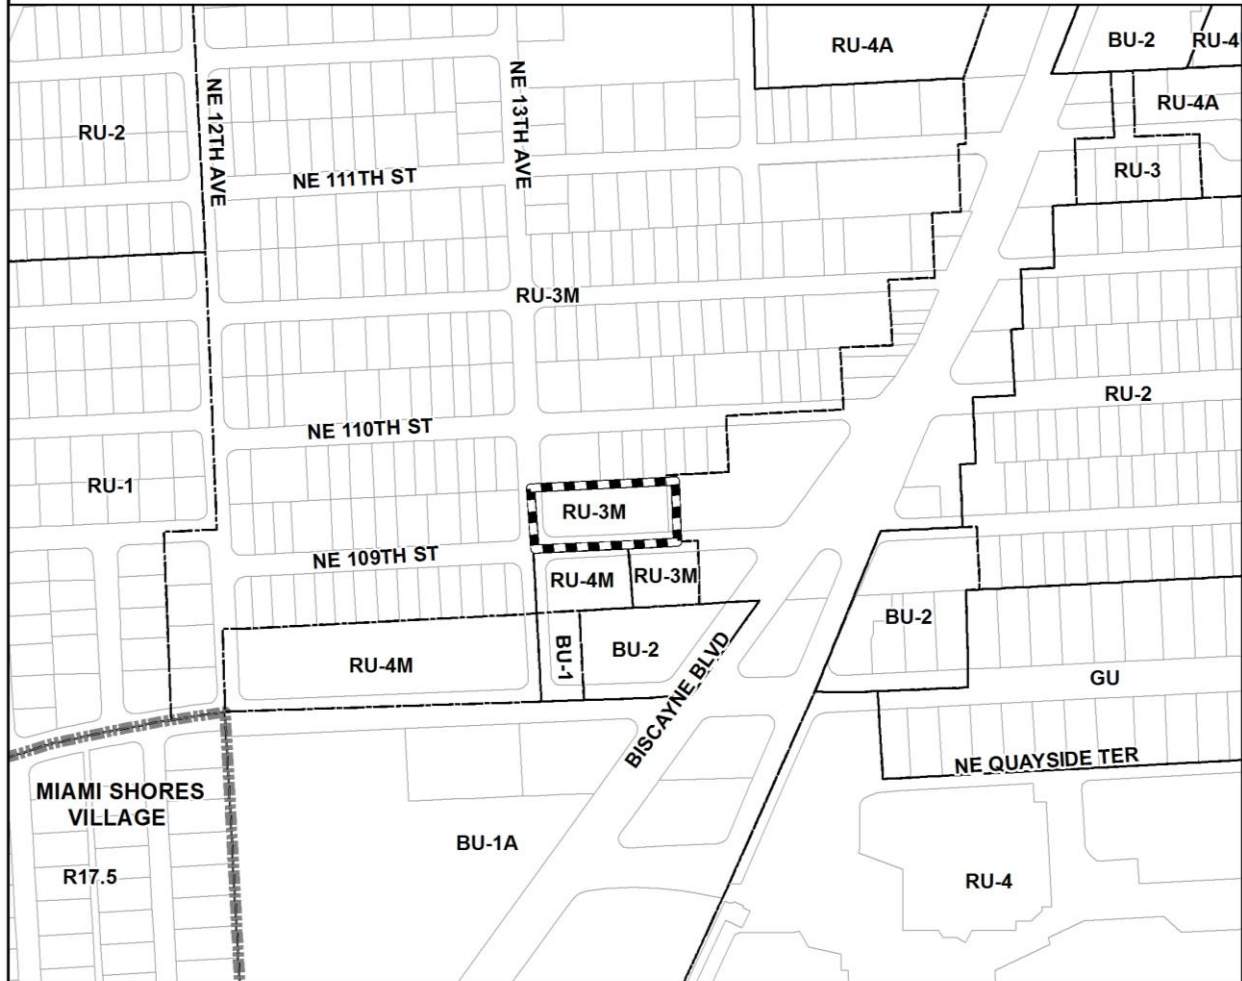 RU-4A
BU-2
RU-4
RU-4A
RU-2
NE 12TH AVE
NE 13TH AVE
NE 111TH ST
RU-3
RU-3M
RU-2
NE 110TH ST
RU-1
RU-3M
NE 109TH ST
RU-4M
RU-3M
BU-2
RU-4M
BU-1
BU-2
GU
BISCAYNE BLVD
NE QUAYSIDE TER
MIAMI SHORES
VILLAGE
BU-1A
R17.5
RU-4